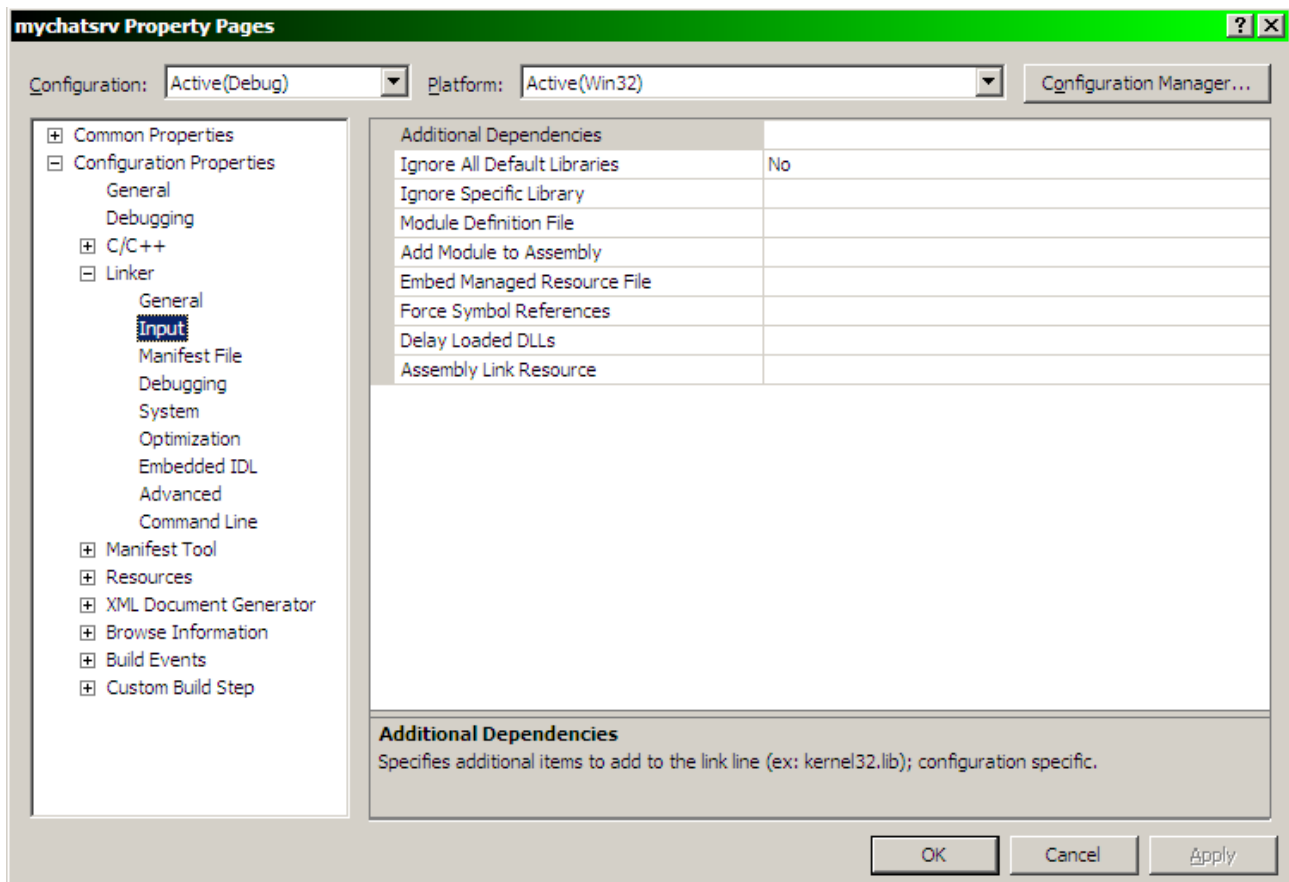 mychatsrv Property Pages
Configuration: Active(Debug) Platform: Active(Win32) Configuration Manager...
Common Properties
Configuration Properties
General
Debugging
C/C++
Linker
General
Input
Manifest File
Debugging
System
Optimization
Embedded IDL
Advanced
Command Line
Manifest Tool
Resources
XML Document Generator
Browse Information
Build Events
Custom Build Step
Additional Dependencies
Ignore All Default Libraries No
Ignore Specific Library
Module Definition File
Add Module to Assembly
Embed Managed Resource File
Force Symbol References
Delay Loaded DLLs
Assembly Link Resource
Additional Dependencies
Specifies additional items to add to the link line (ex: kernel32.lib); configuration specific.
OK Cancel Apply